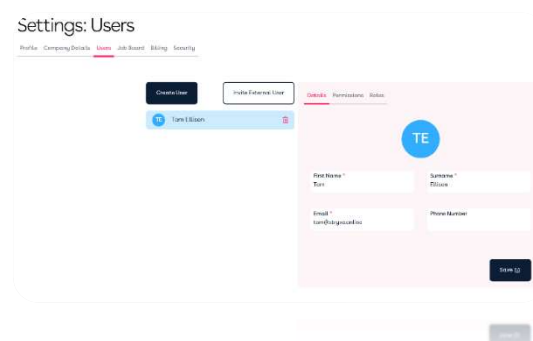 Settings: Users
Profile Company Details Users Job Board Billing Security
Create User Invite External User
Details Permissions Roles
TE Tom Ellison
TE
First Name * Surname *
Tom Ellison
Email * Phone Number
Save